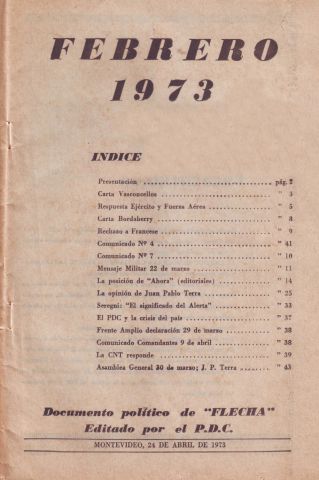 FEBRERO
1973
INDICE
Presentación ........................ pág. 2
Carta Vasconcellos ........................ " 3
Respuesta Ejército y Fuerza Aérea ........................ " 5
Carta Bordaberry ........................ " 8
Rechazo a Francese ........................ " 9
Comunicado Nº 4 ........................ " 41
Comunicado Nº 7 ........................ " 10
Mensaje Militar 22 de marzo ........................ " 11
La posición de "Ahora" (editoriales) ........................ " 14
La opinión de Juan Pablo Terra ........................ " 25
Seregni: "El significado del Alerta" ........................ " 33
El PDC y la crisis del país ........................ " 37
Frente Amplio declaración 29 de marzo ........................ " 38
Comunicado Comandantes 9 de abril ........................ " 38
La CNT responde ........................ " 39
Asamblea General 30 de marzo; J. P. Terra ........ " 43
Documento político de "FLECHA"
Editado por el P.D.C.
MONTEVIDEO, 24 DE ABRIL DE 1973